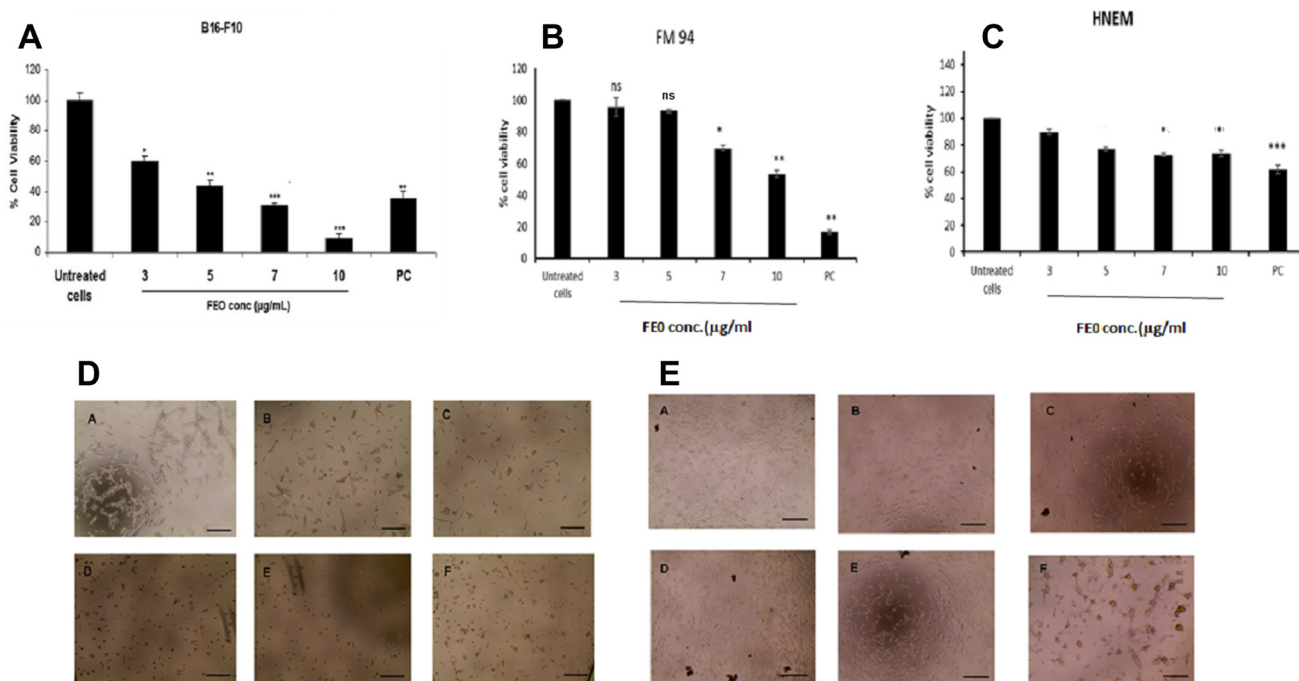 A
B16-F10
% Cell Viability
120
100
80
60
40
20
0
*
**
***
***
**
Untreated cells
3
5
7
10
PC
FEO conc (µg/mL)
B
FM 94
% cell viability
120
100
80
60
40
20
0
ns
ns
*
**
**
Untreated cells
3
5
7
10
PC
FE0 conc.(µg/ml
C
HNEM
% cell viability
140
120
100
80
60
40
20
0
***
Untreated cells
3
5
7
10
PC
FE0 conc.(µg/ml
D
A
B
C
D
E
F
E
A
B
C
D
E
F